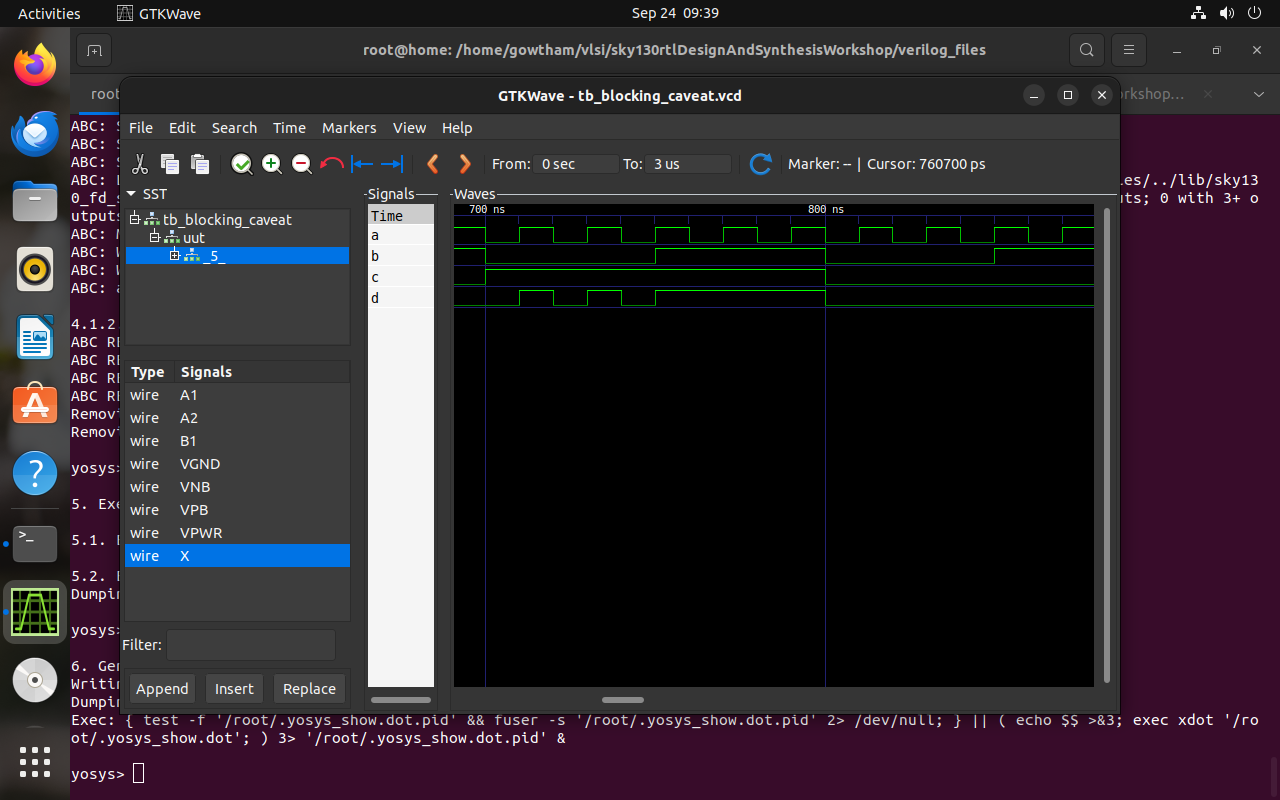 Activities
GTKWave
Sep 24 09:39
root@home: /home/gowtham/vlsi/sky130rtlDesignAndSynthesisWorkshop/verilog_files
root
orkshop...
GTKWave - tb_blocking_caveat.vcd
File Edit Search Time Markers View Help
From: 0 sec To: 3 us
Marker: -- | Cursor: 760700 ps
SST
tb_blocking_caveat
uut
_5_
Type Signals
wire A1
wire A2
wire B1
wire VGND
wire VNB
wire VPB
wire VPWR
wire X
Filter:
Append Insert Replace
Signals
Time
a
b
c
d
Waves
700 ns 800 ns
ABC:
ABC:
ABC:
ABC: es/../lib/sky13
0_fd_s uts; 0 with 3+ o
utputs
ABC:
ABC:
ABC:
ABC: a
4.1.2
ABC RE
ABC RE
ABC RE
ABC RE
Removi
Removi
yosys>
5. Exe
5.1.
5.2.
Dumpin
yosys>
6. Gen
Writin
Dumpin
Exec: { test -f '/root/.yosys_show.dot.pid' && fuser -s '/root/.yosys_show.dot.pid' 2> /dev/null; } || ( echo $$ >&3; exec xdot '/ro
ot/.yosys_show.dot'; ) 3> '/root/.yosys_show.dot.pid' &
yosys>